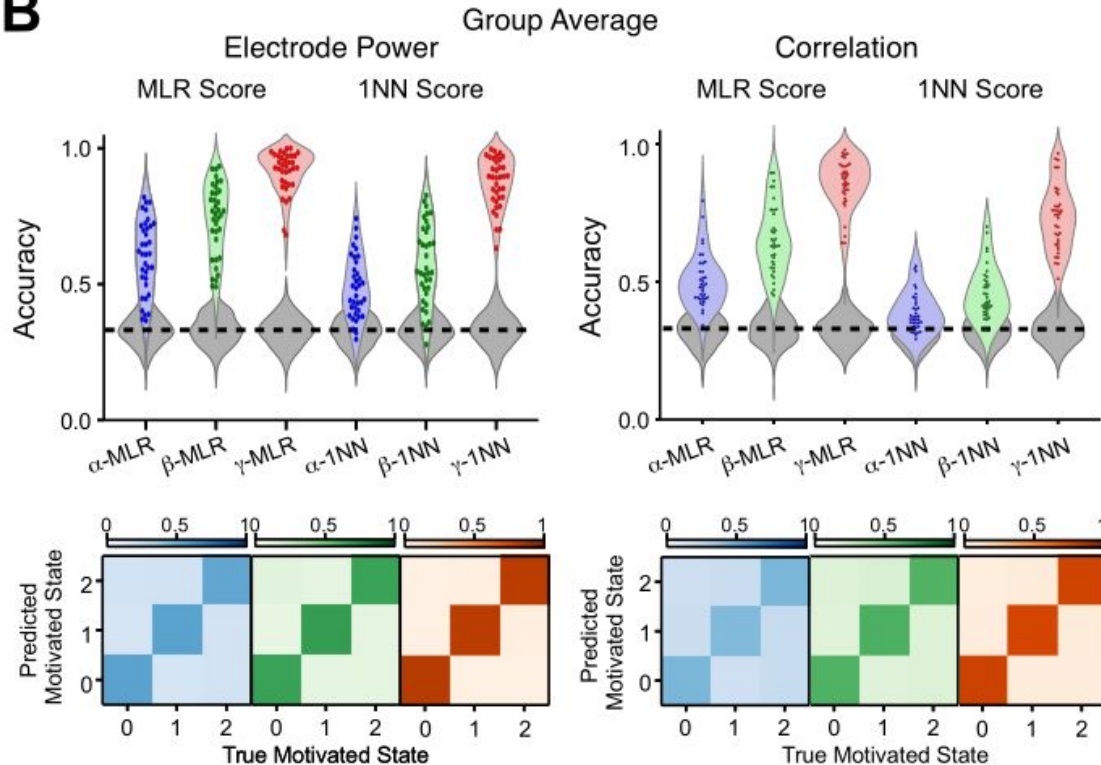 B
Group Average
Electrode Power
MLR Score 1NN Score
Accuracy
1.0
0.5
0.0
α-MLR β-MLR γ-MLR α-1NN β-1NN γ-1NN
Correlation
MLR Score 1NN Score
Accuracy
1.0
0.5
0.0
α-MLR β-MLR γ-MLR α-1NN β-1NN γ-1NN
0 0.5 10 0.5 10 0.5 1
Predicted
Motivated State
2
1
0
0 1 2 0 1 2 0 1 2
True Motivated State
0 0.5 10 0.5 10 0.5 1
Predicted
Motivated State
2
1
0
0 1 2 0 1 2 0 1 2
True Motivated State